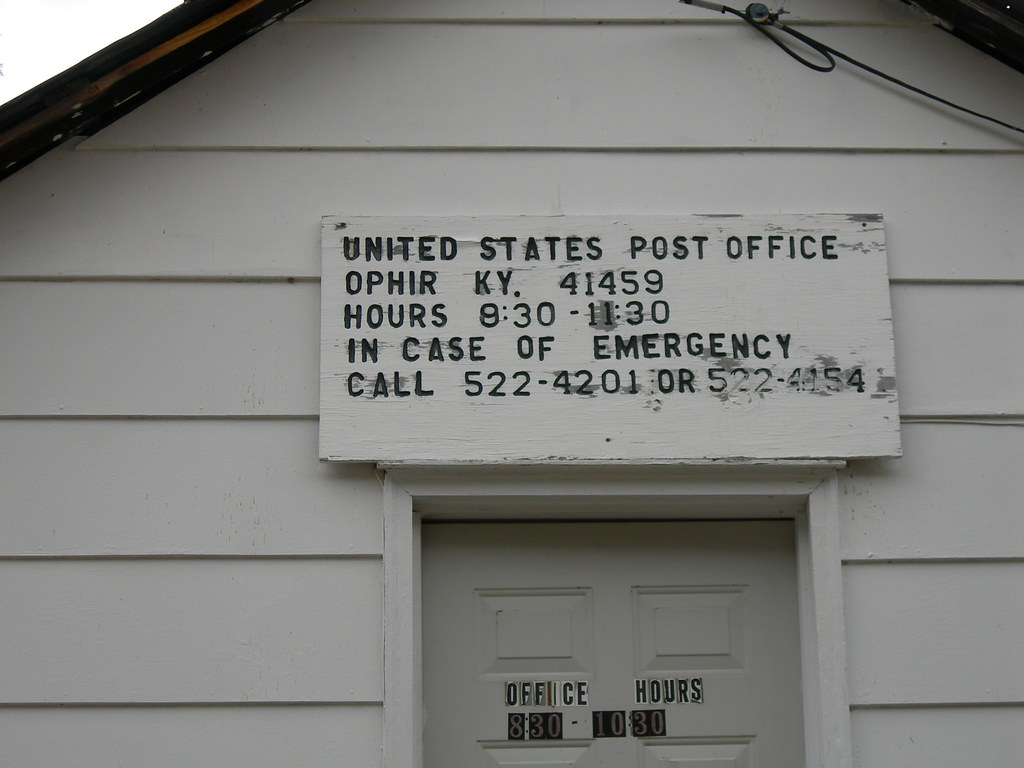 UNITED STATES POST OFFICE
OPHIR KY. 41459
HOURS 8:30 - 11:30
IN CASE OF EMERGENCY
CALL 522-4201 OR 522-4154
OFFICE HOURS
8:30 - 10:30